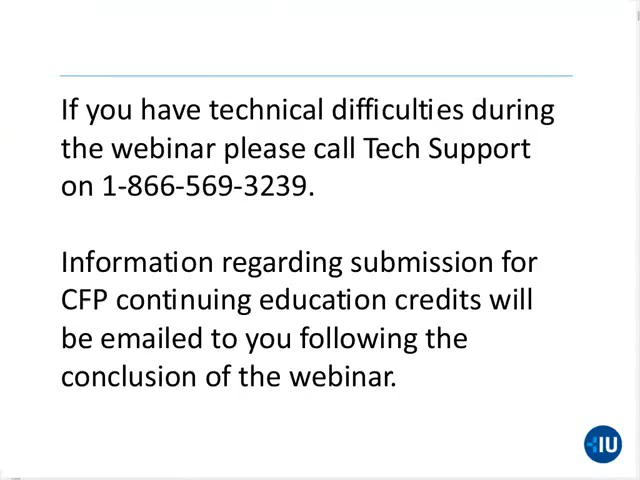 If you have technical difficulties during
the webinar please call Tech Support
on 1-866-569-3239.
Information regarding submission for
CFP continuing education credits will
be emailed to you following the
conclusion of the webinar.
IU